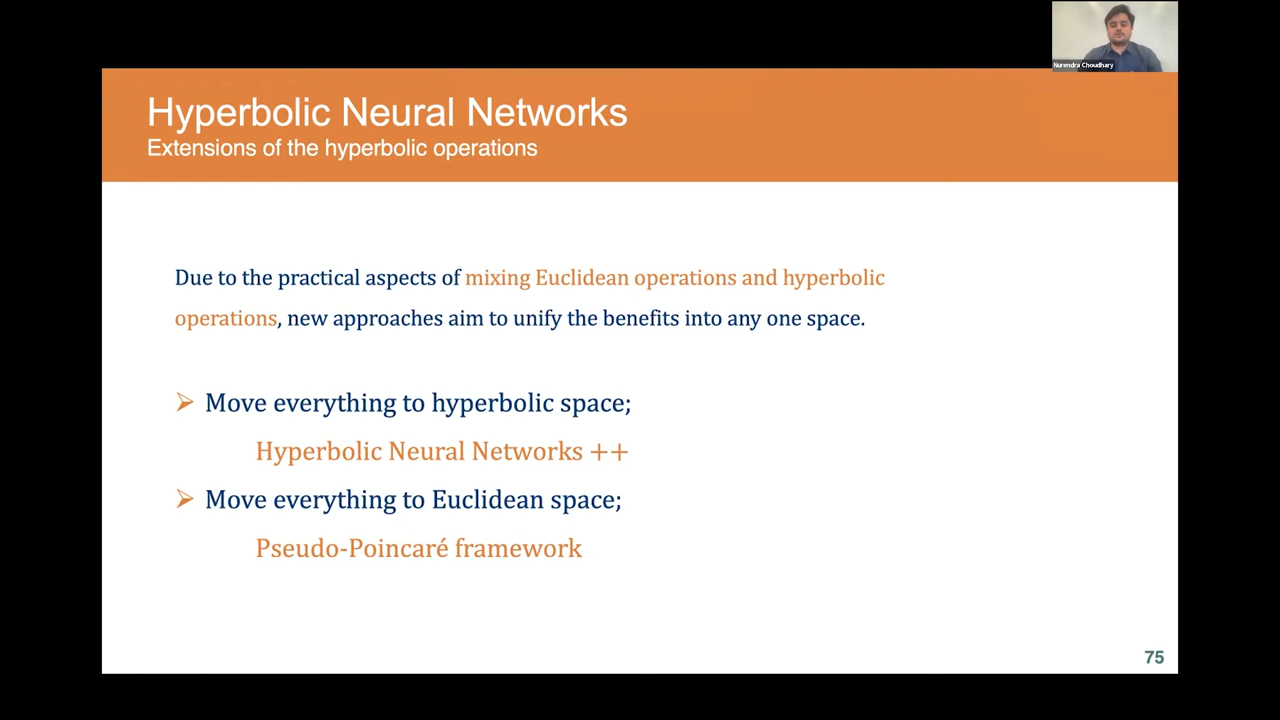 Nurendra Choudhary
Hyperbolic Neural Networks
Extensions of the hyperbolic operations
Due to the practical aspects of mixing Euclidean operations and hyperbolic
operations, new approaches aim to unify the benefits into any one space.
➢ Move everything to hyperbolic space;
Hyperbolic Neural Networks ++
➢ Move everything to Euclidean space;
Pseudo-Poincaré framework
75